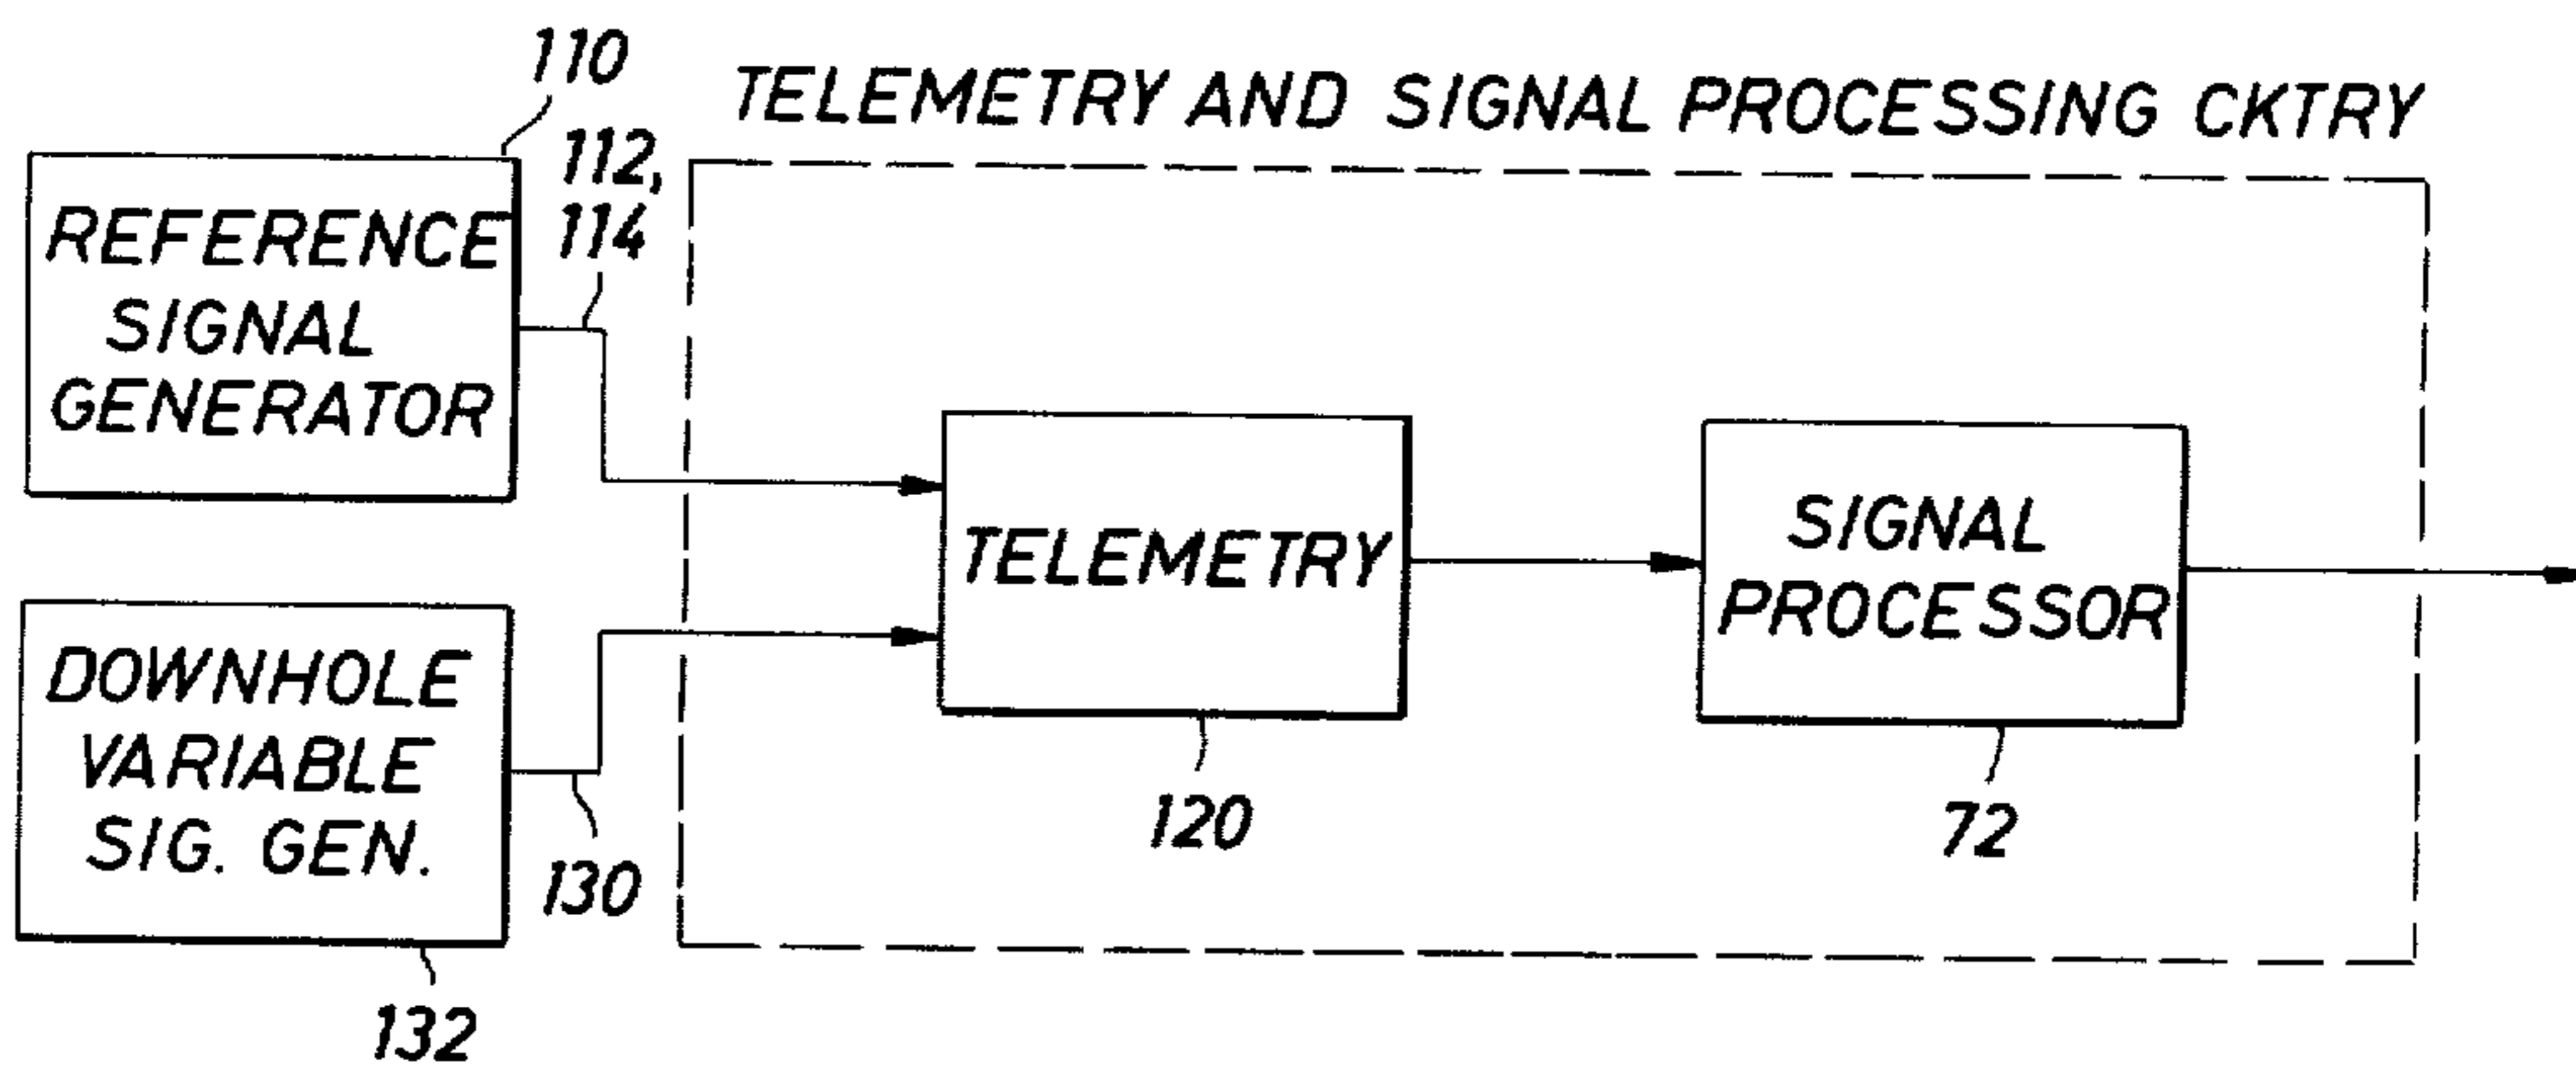 110
TELEMETRY AND SIGNAL PROCESSING CKTRY
112,
114
REFERENCE
SIGNAL
GENERATOR
TELEMETRY
SIGNAL
PROCESSOR
DOWNHOLE
VARIABLE
SIG. GEN.
130
120
72
132